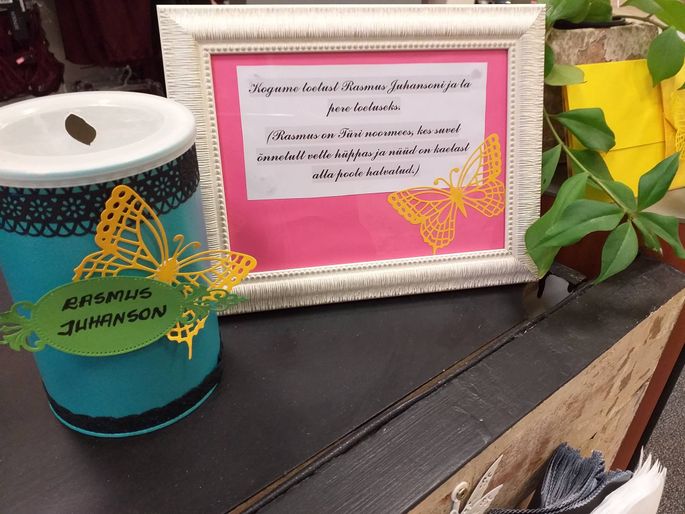 Kogume toetust Rasmus Juhansoni ja ta
pere toetuseks.
(Rasmus on Türi noormees, kes suvel
õnnetult vette hüppas ja nüüd on kaelast
alla poole halvatud.)
RASMUS
JUHANSON